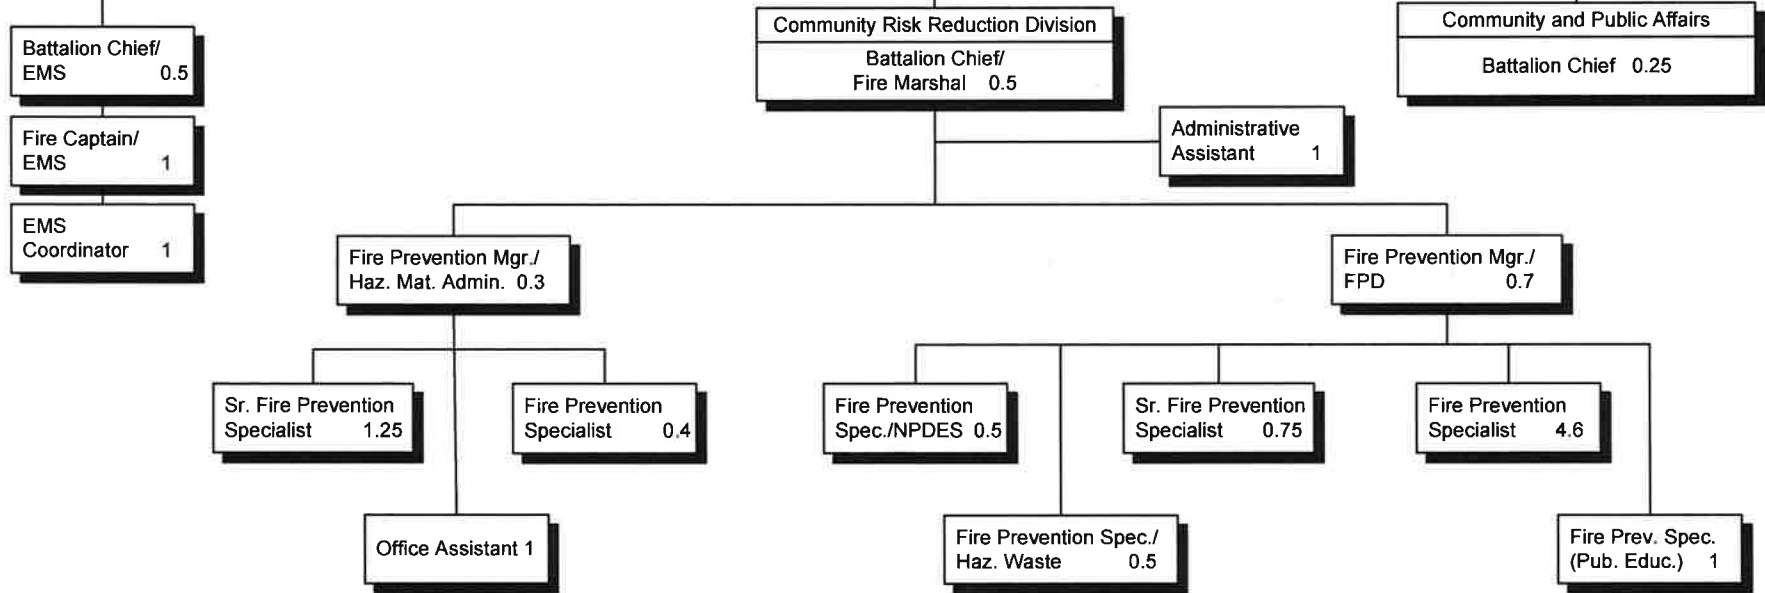 Battalion Chief/
EMS 0.5
Fire Captain/
EMS 1
EMS
Coordinator 1
Community Risk Reduction Division
Battalion Chief/
Fire Marshal 0.5
Community and Public Affairs
Battalion Chief 0.25
Administrative
Assistant 1
Fire Prevention Mgr./
Haz. Mat. Admin. 0.3
Fire Prevention Mgr./
FPD 0.7
Sr. Fire Prevention
Specialist 1.25
Fire Prevention
Specialist 0.4
Fire Prevention
Spec./NPDES 0.5
Sr. Fire Prevention
Specialist 0.75
Fire Prevention
Specialist 4.6
Office Assistant 1
Fire Prevention Spec./
Haz. Waste 0.5
Fire Prev. Spec.
(Pub. Educ.) 1